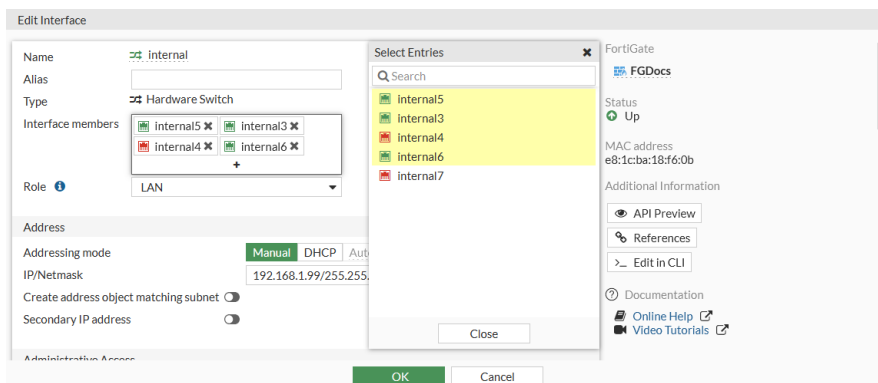 Edit Interface
Name internal
Alias
Type Hardware Switch
Interface members internal5 internal3
internal4 internal6
+
Role LAN
Address
Addressing mode Manual DHCP Aut
IP/Netmask 192.168.1.99/255.255.
Create address object matching subnet
Secondary IP address
Administrative Access
Select Entries
Search
internal5
internal3
internal4
internal6
internal7
Close
FortiGate
FGDocs
Status
Up
MAC address
e8:1c:ba:18:f6:0b
Additional Information
API Preview
References
>_ Edit in CLI
Documentation
Online Help
Video Tutorials
OK Cancel